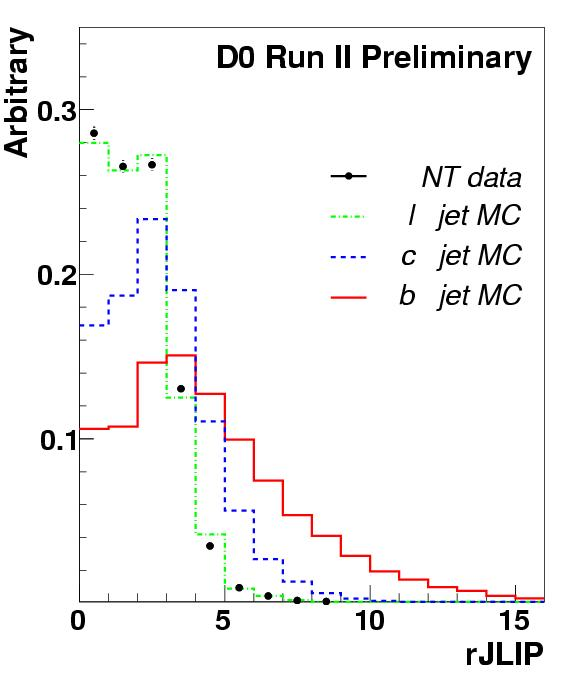 D0 Run II Preliminary
Arbitrary
0.3
0.2
0.1
NT data
l jet MC
c jet MC
b jet MC
0 5 10 15
rJLIP